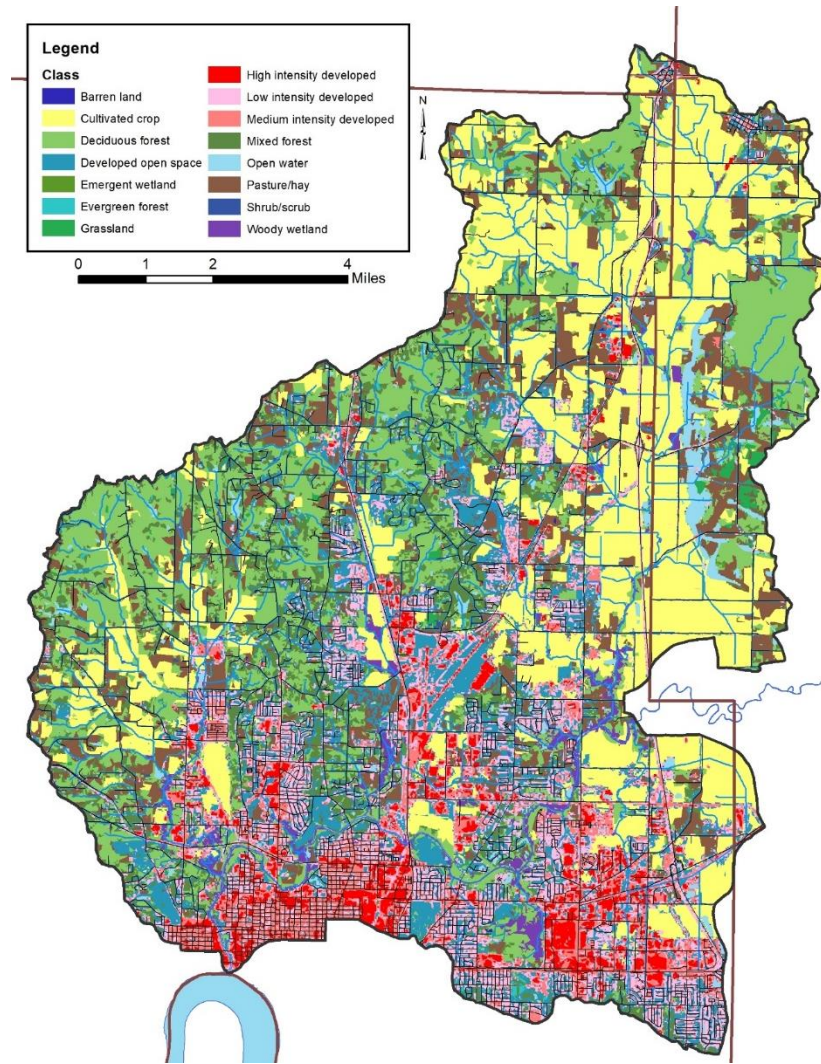 Legend
Class
Barren land
Cultivated crop
Deciduous forest
Developed open space
Emergent wetland
Evergreen forest
Grassland
High intensity developed
Low intensity developed
Medium intensity developed
Mixed forest
Open water
Pasture/hay
Shrub/scrub
Woody wetland
N
0 1 2 4
Miles